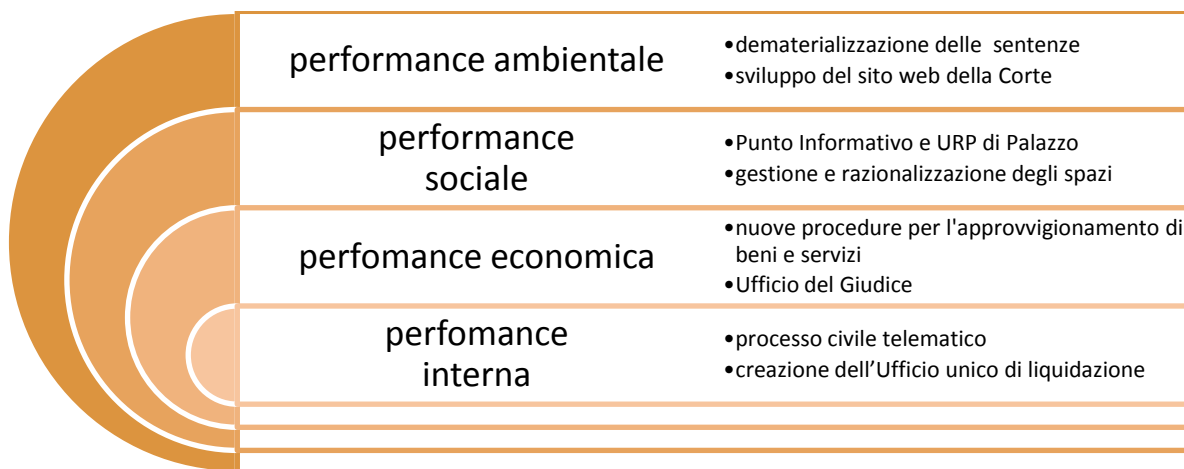 performance ambientale
•dematerializzazione delle sentenze
•sviluppo del sito web della Corte
performance
sociale
•Punto Informativo e URP di Palazzo
•gestione e razionalizzazione degli spazi
perfomance economica
•nuove procedure per l'approvvigionamento di
beni e servizi
•Ufficio del Giudice
perfomance
interna
•processo civile telematico
•creazione dell’Ufficio unico di liquidazione